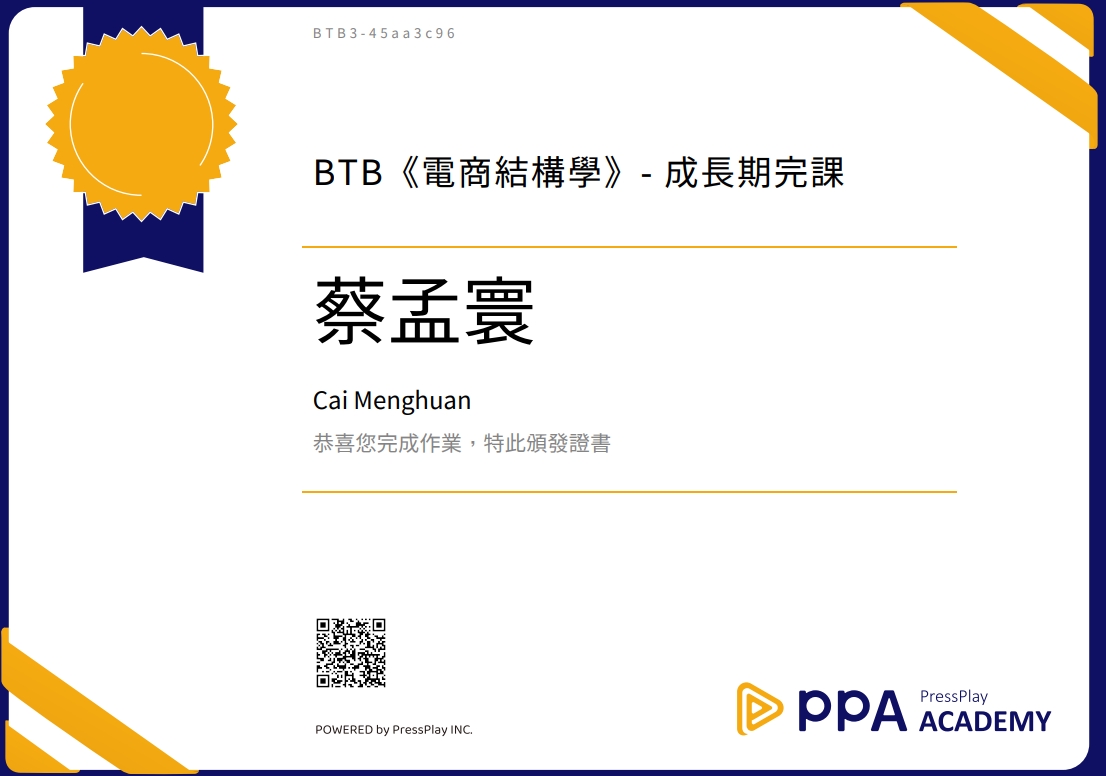 BTB3-45aa3c96
BTB《電商結構學》- 成長期完課
蔡孟寰
Cai Menghuan
恭喜您完成作業，特此頒發證書
POWERED by PressPlay INC.
ppA PressPlay
ACADEMY